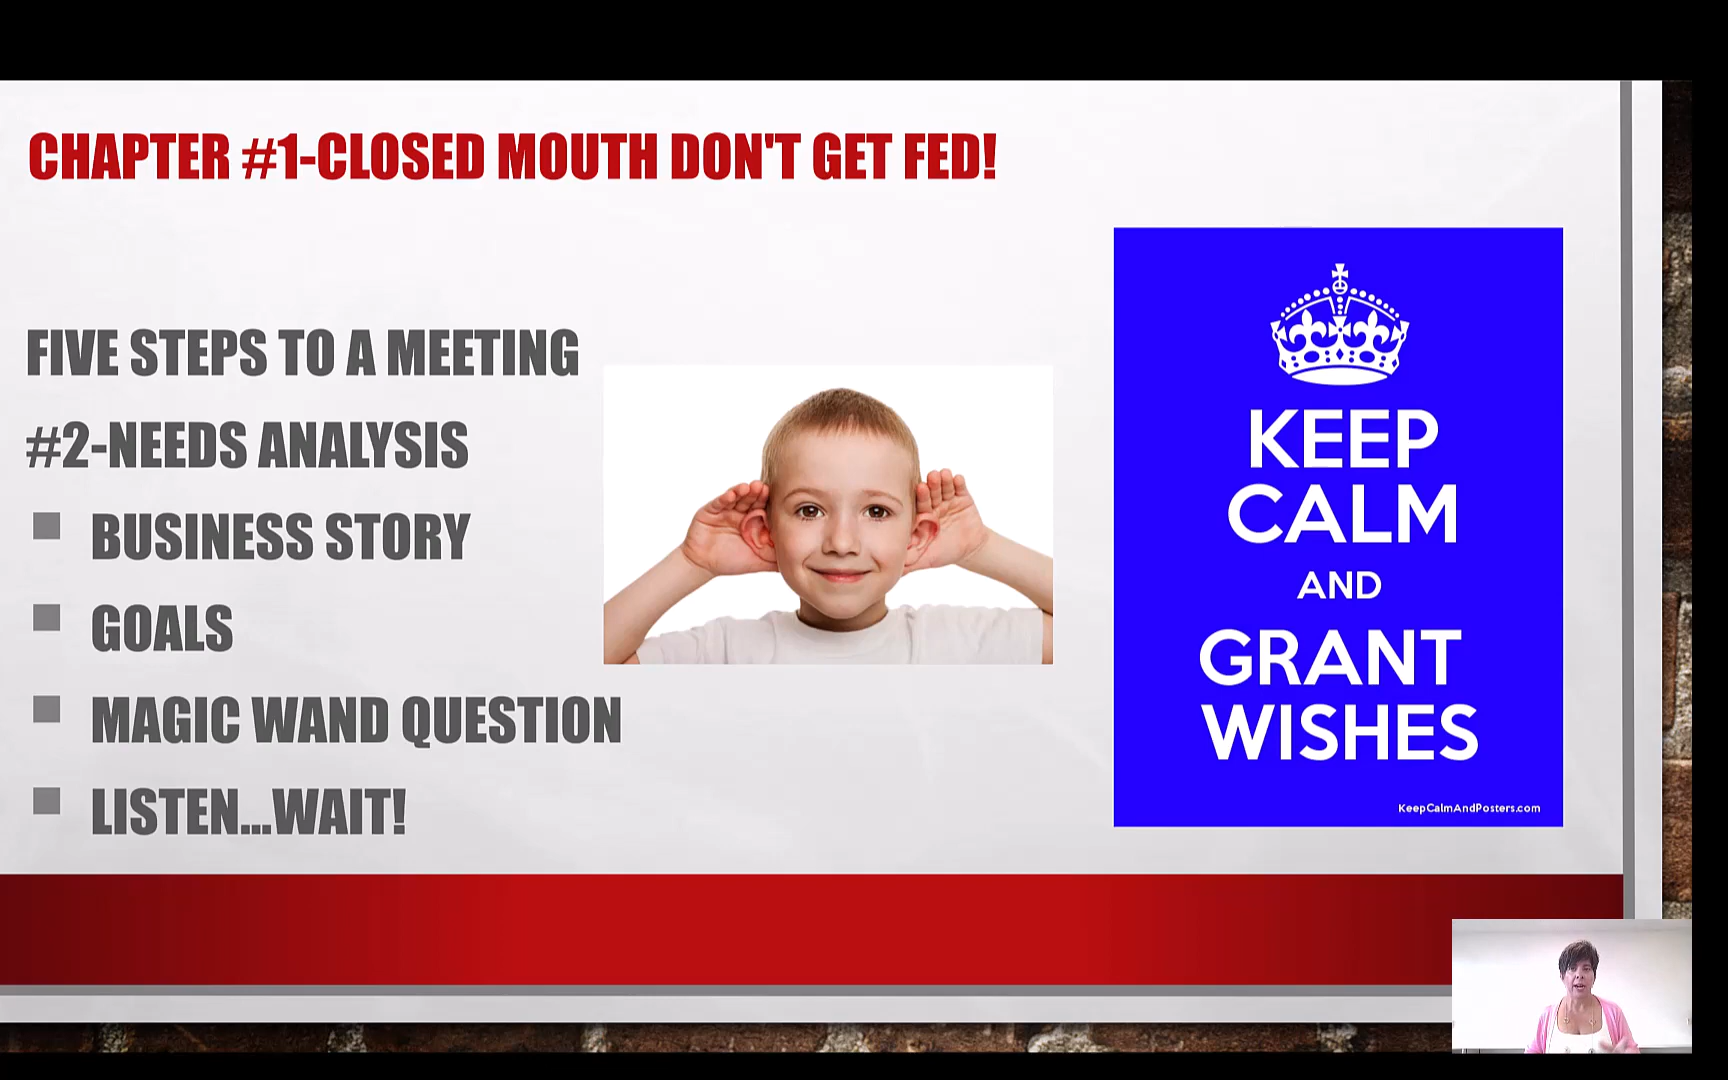 CHAPTER #1-CLOSED MOUTH DON'T GET FED!
FIVE STEPS TO A MEETING
#2-NEEDS ANALYSIS
BUSINESS STORY
GOALS
MAGIC WAND QUESTION
LISTEN...WAIT!
KEEP
CALM
AND
GRANT
WISHES
KeepCalmAndPosters.com